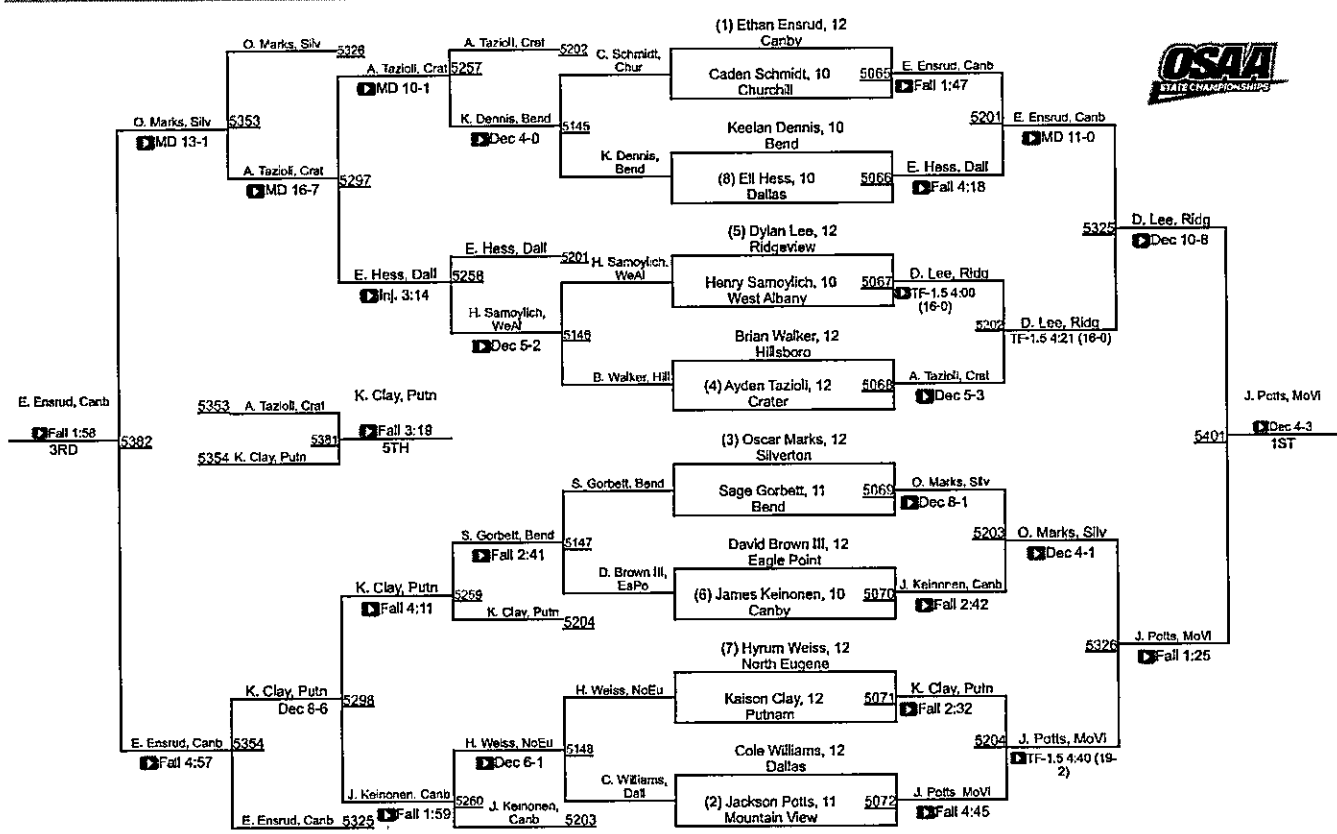 OSAA
STATE CHAMPIONSHIPS
(1) Ethan Ensrud, 12
Canby
Caden Schmidt, 10
Churchill
5065
Keelan Dennis, 10
Bend
(8) Eli Hess, 10
Dallas
5066
(5) Dylan Lee, 12
Ridgeview
Henry Samoylich, 10
West Albany
5067
Brian Walker, 12
Hillsboro
(4) Ayden Tazioli, 12
Crater
5068
(3) Oscar Marks, 12
Silverton
Sage Gorbett, 11
Bend
5069
David Brown III, 12
Eagle Point
(6) James Keinonen, 10
Canby
5070
(7) Hyrum Weiss, 12
North Eugene
Kaison Clay, 12
Putnam
5071
Cole Williams, 12
Dallas
(2) Jackson Potts, 11
Mountain View
5072
E. Ensrud, Canb
Fall 1:47
5201
E. Hess, Dall
Fall 4:18
D. Lee, Ridg
TF-1.5 4:00
(16-0)
5202
A. Tazioli, Crat
Dec 5-3
O. Marks, Silv
Dec 8-1
5203
J. Keinonen, Canb
Fall 2:42
K. Clay, Putn
Fall 2:32
5204
J. Potts, MoVi
Fall 4:45
E. Ensrud, Canb
MD 11-0
5325
D. Lee, Ridg
TF-1.5 4:21 (16-0)
O. Marks, Silv
Dec 4-1
5326
J. Potts, MoVi
TF-1.5 4:40 (19-
2)
D. Lee, Ridg
Dec 10-8
5401
J. Potts, MoVi
Fall 1:25
J. Potts, MoVi
Dec 4-3
1ST
C. Schmidt,
Chur
5145
K. Dennis,
Bend
H. Samoylich,
WeAl
5146
B. Walker, Hill
S. Gorbett, Bend
5147
D. Brown III,
EaPo
H. Weiss, NoEu
5148
C. Williams,
Dall
A. Tazioli, Crat
5202
5257
K. Dennis, Bend
Dec 4-0
E. Hess, Dall
5201
5258
H. Samoylich,
WeAl
Dec 5-2
S. Gorbett, Bend
Fall 2:41
5259
K. Clay, Putn
5204
H. Weiss, NoEu
Dec 6-1
5260
J. Keinonen,
Canb
5203
A. Tazioli, Crat
MD 10-1
5297
E. Hess, Dall
Inj. 3:14
K. Clay, Putn
Fall 4:11
5298
J. Keinonen, Canb
Fall 1:59
O. Marks, Silv
5326
5353
A. Tazioli, Crat
MD 16-7
K. Clay, Putn
Dec 8-6
5354
E. Ensrud, Canb
5325
O. Marks, Silv
MD 13-1
5382
E. Ensrud, Canb
Fall 4:57
E. Ensrud, Canb
Fall 1:58
3RD
5353
A. Tazioli, Crat
5381
5354 K. Clay, Putn
K. Clay, Putn
Fall 3:18
5TH